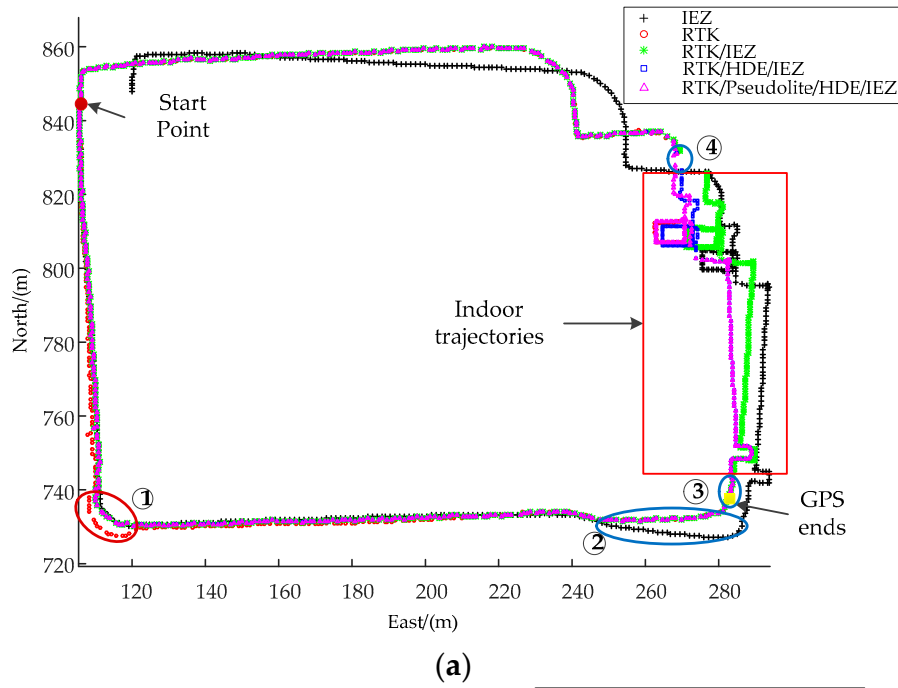 IEZ
RTK
RTK/IEZ
RTK/HDE/IEZ
RTK/Pseudolite/HDE/IEZ
860
840
820
800
780
760
740
720
North/(m)
Start
Point
④
Indoor
trajectories
①
③
②
GPS
ends
120 140 160 180 200 220 240 260 280
East/(m)
(a)